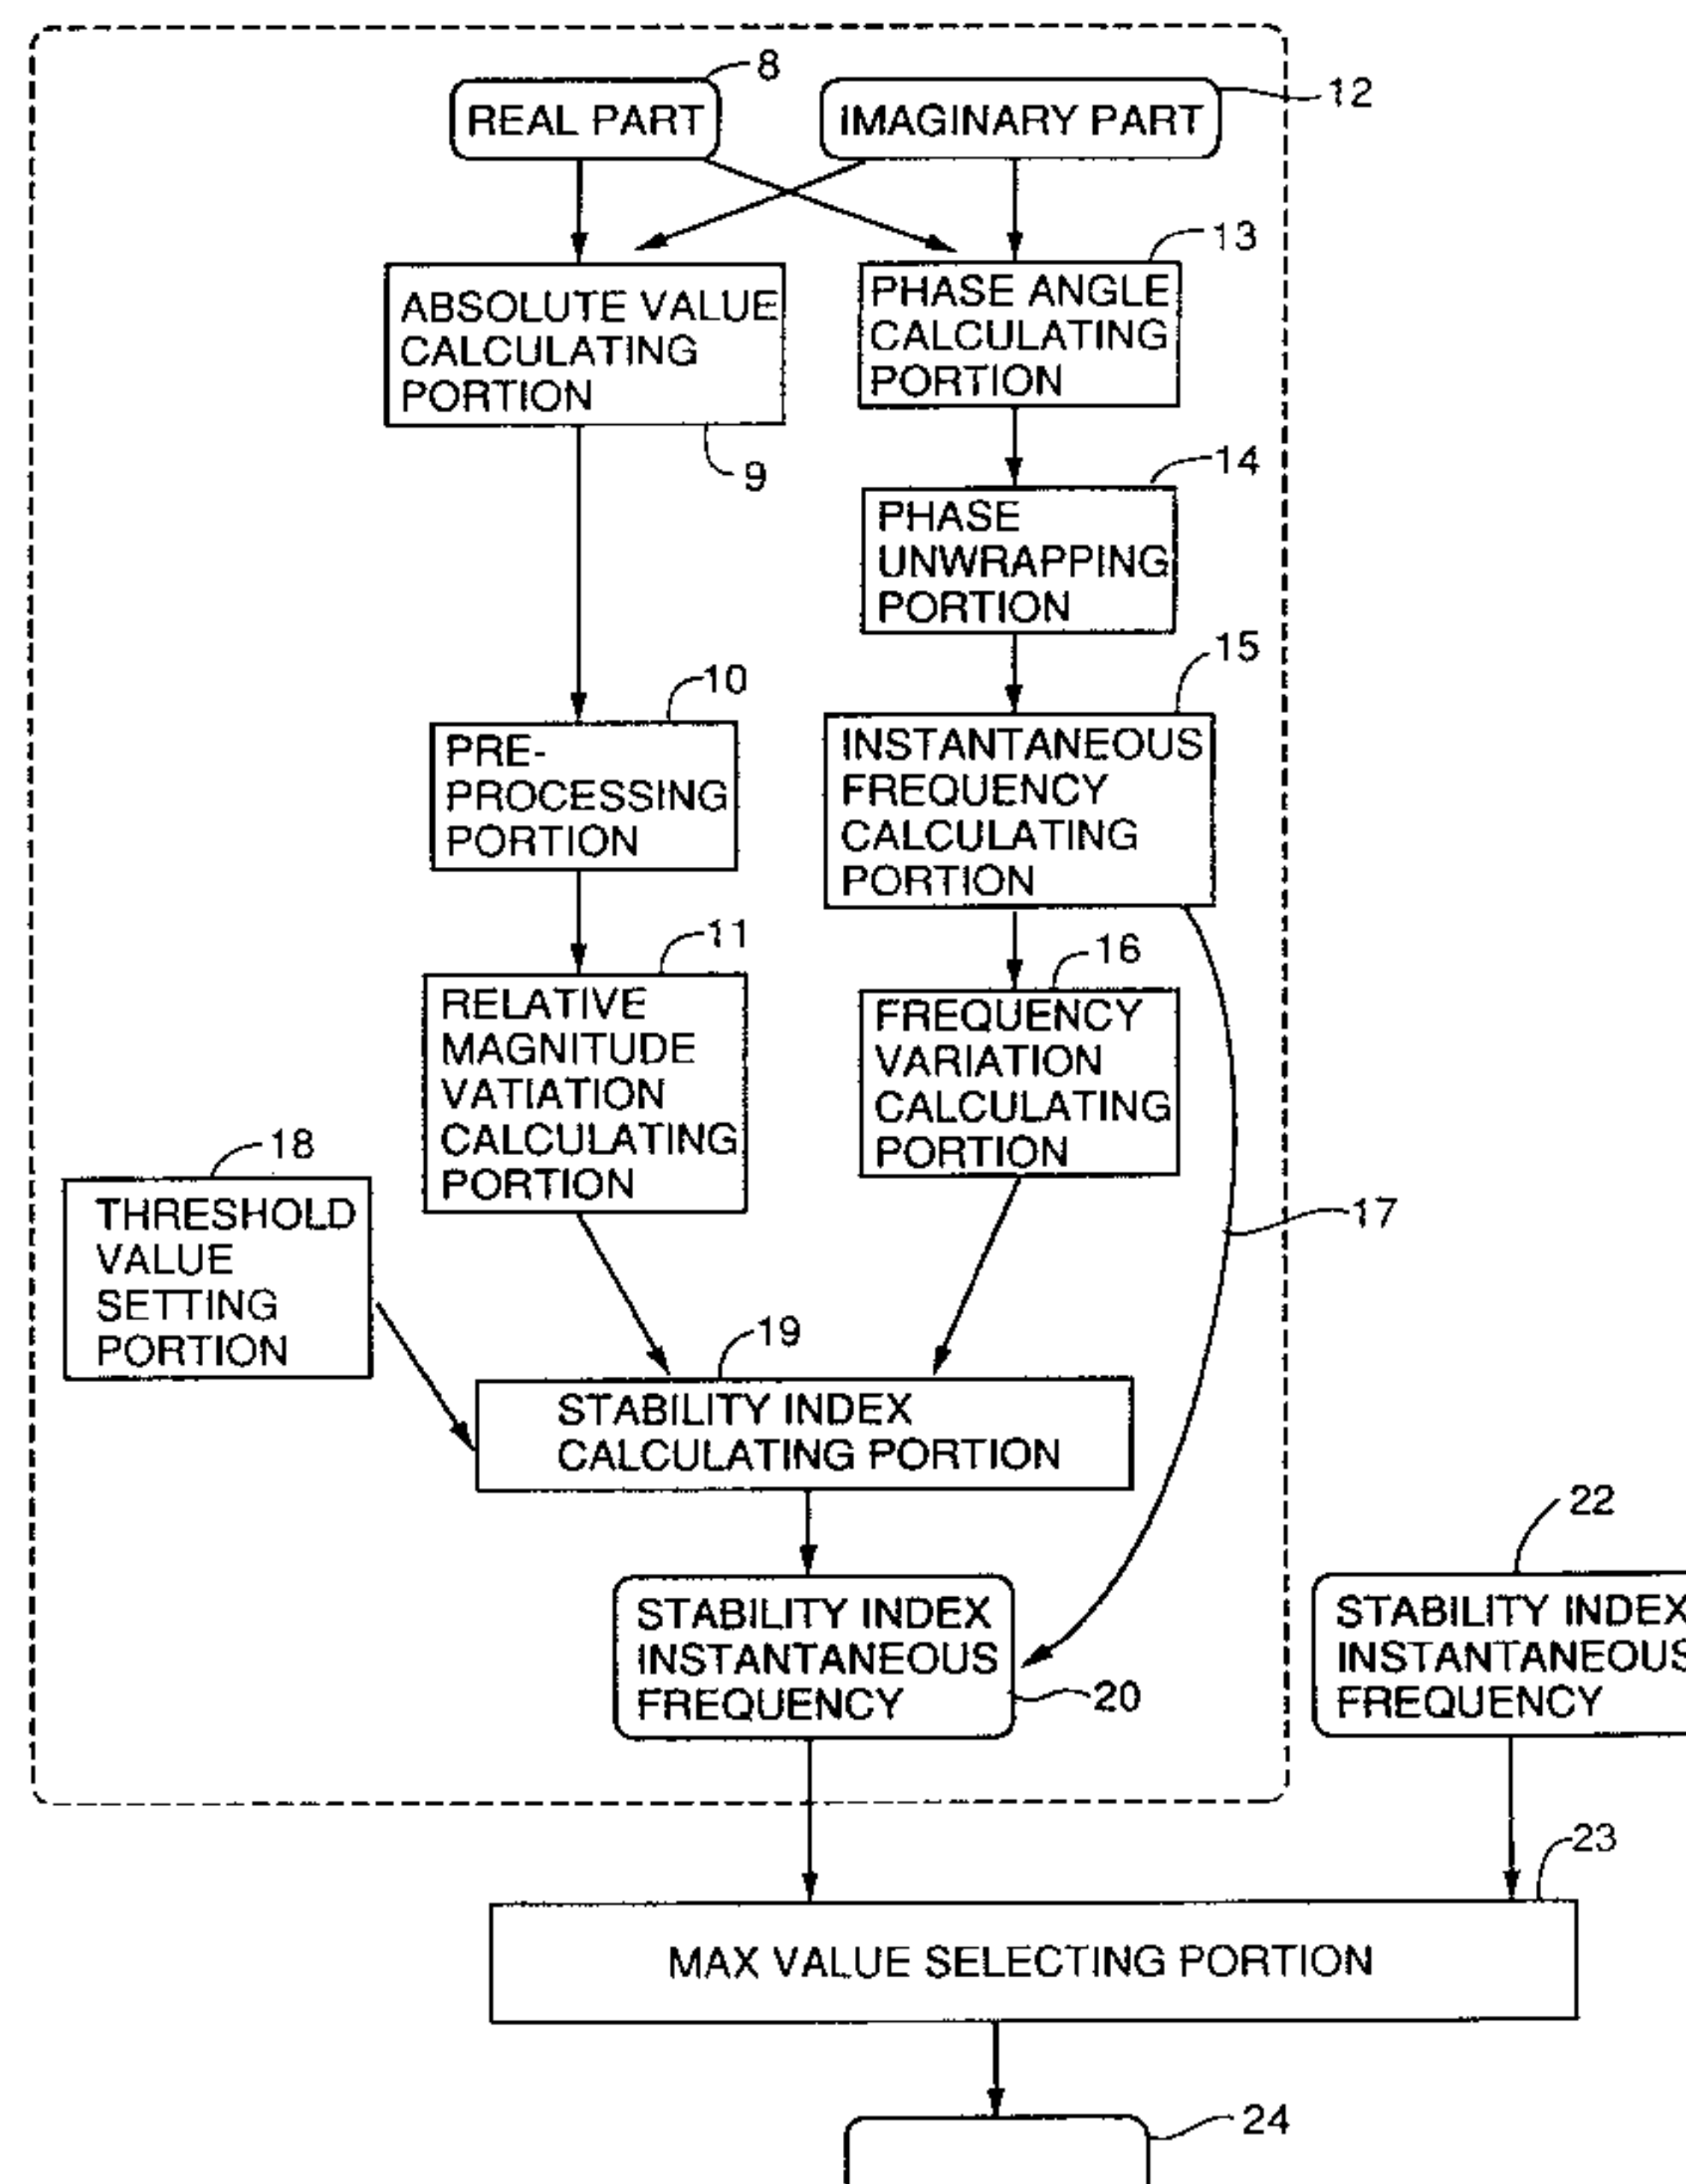 8
REAL PART
IMAGINARY PART
12
ABSOLUTE VALUE
CALCULATING
PORTION
9
13
PHASE ANGLE
CALCULATING
PORTION
14
PHASE
UNWRAPPING
PORTION
10
PRE-
PROCESSING
PORTION
15
INSTANTANEOUS
FREQUENCY
CALCULATING
PORTION
11
RELATIVE
MAGNITUDE
VATIATION
CALCULATING
PORTION
16
FREQUENCY
VARIATION
CALCULATING
PORTION
17
18
THRESHOLD
VALUE
SETTING
PORTION
19
STABILITY INDEX
CALCULATING PORTION
STABILITY INDEX
INSTANTANEOUS
FREQUENCY
20
22
STABILITY INDEX
INSTANTANEOUS
FREQUENCY
23
MAX VALUE SELECTING PORTION
24